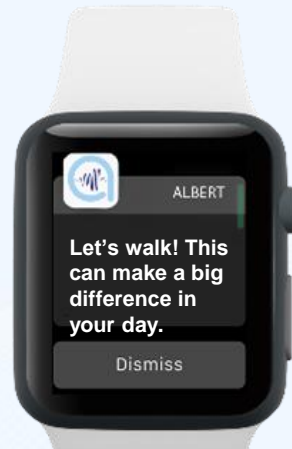 ALBERT
Let's walk! This
can make a big
difference in
your day.
Dismiss